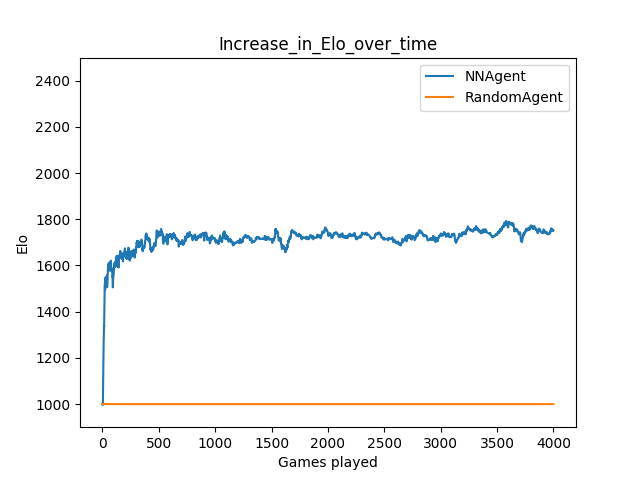 Increase_in_Elo_over_time
NNAgent
RandomAgent
2400
2200
2000
1800
1600
1400
1200
1000
Elo
0 500 1000 1500 2000 2500 3000 3500 4000
Games played